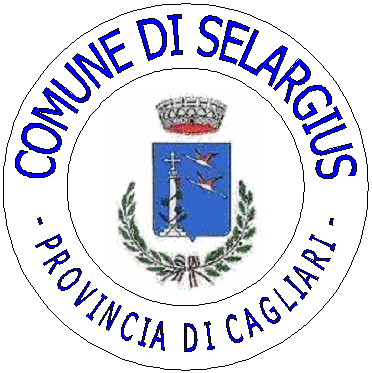 COMUNE DI SELARGIUS
- PROVINCIA DI CAGLIARI -